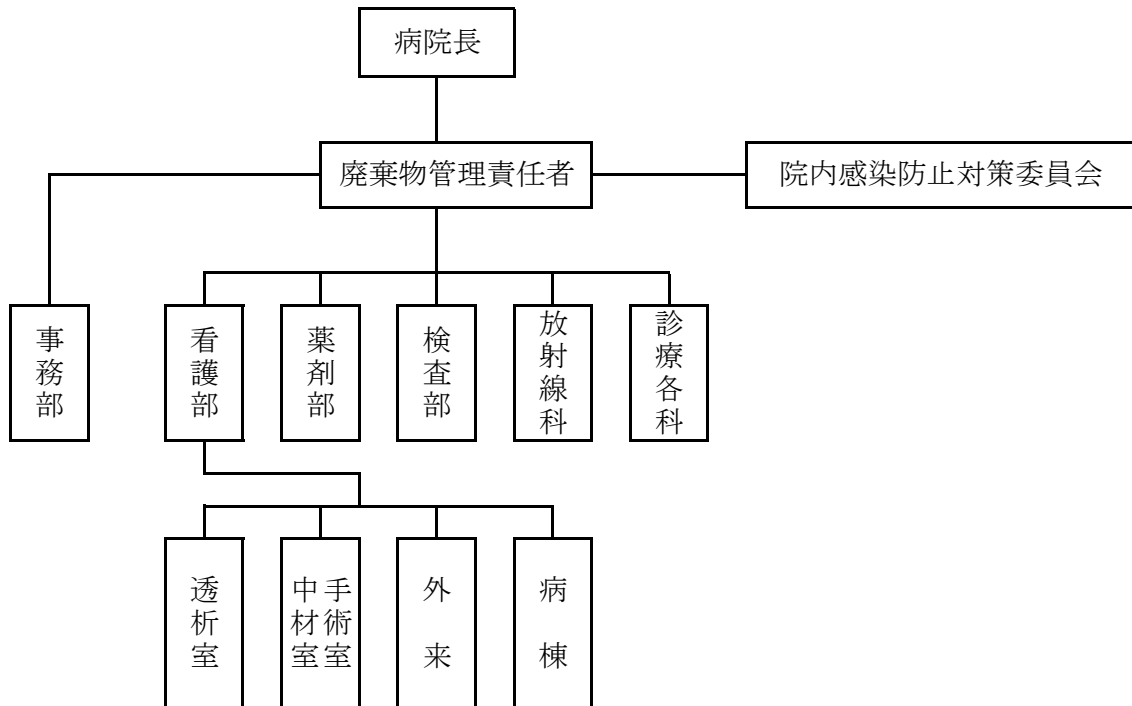 病院長
廃棄物管理責任者
院内感染防止対策委員会
事務部
看護部
薬剤部
検査部
放射線科
診療各科
透析室
手術室
中材室
外来
病棟